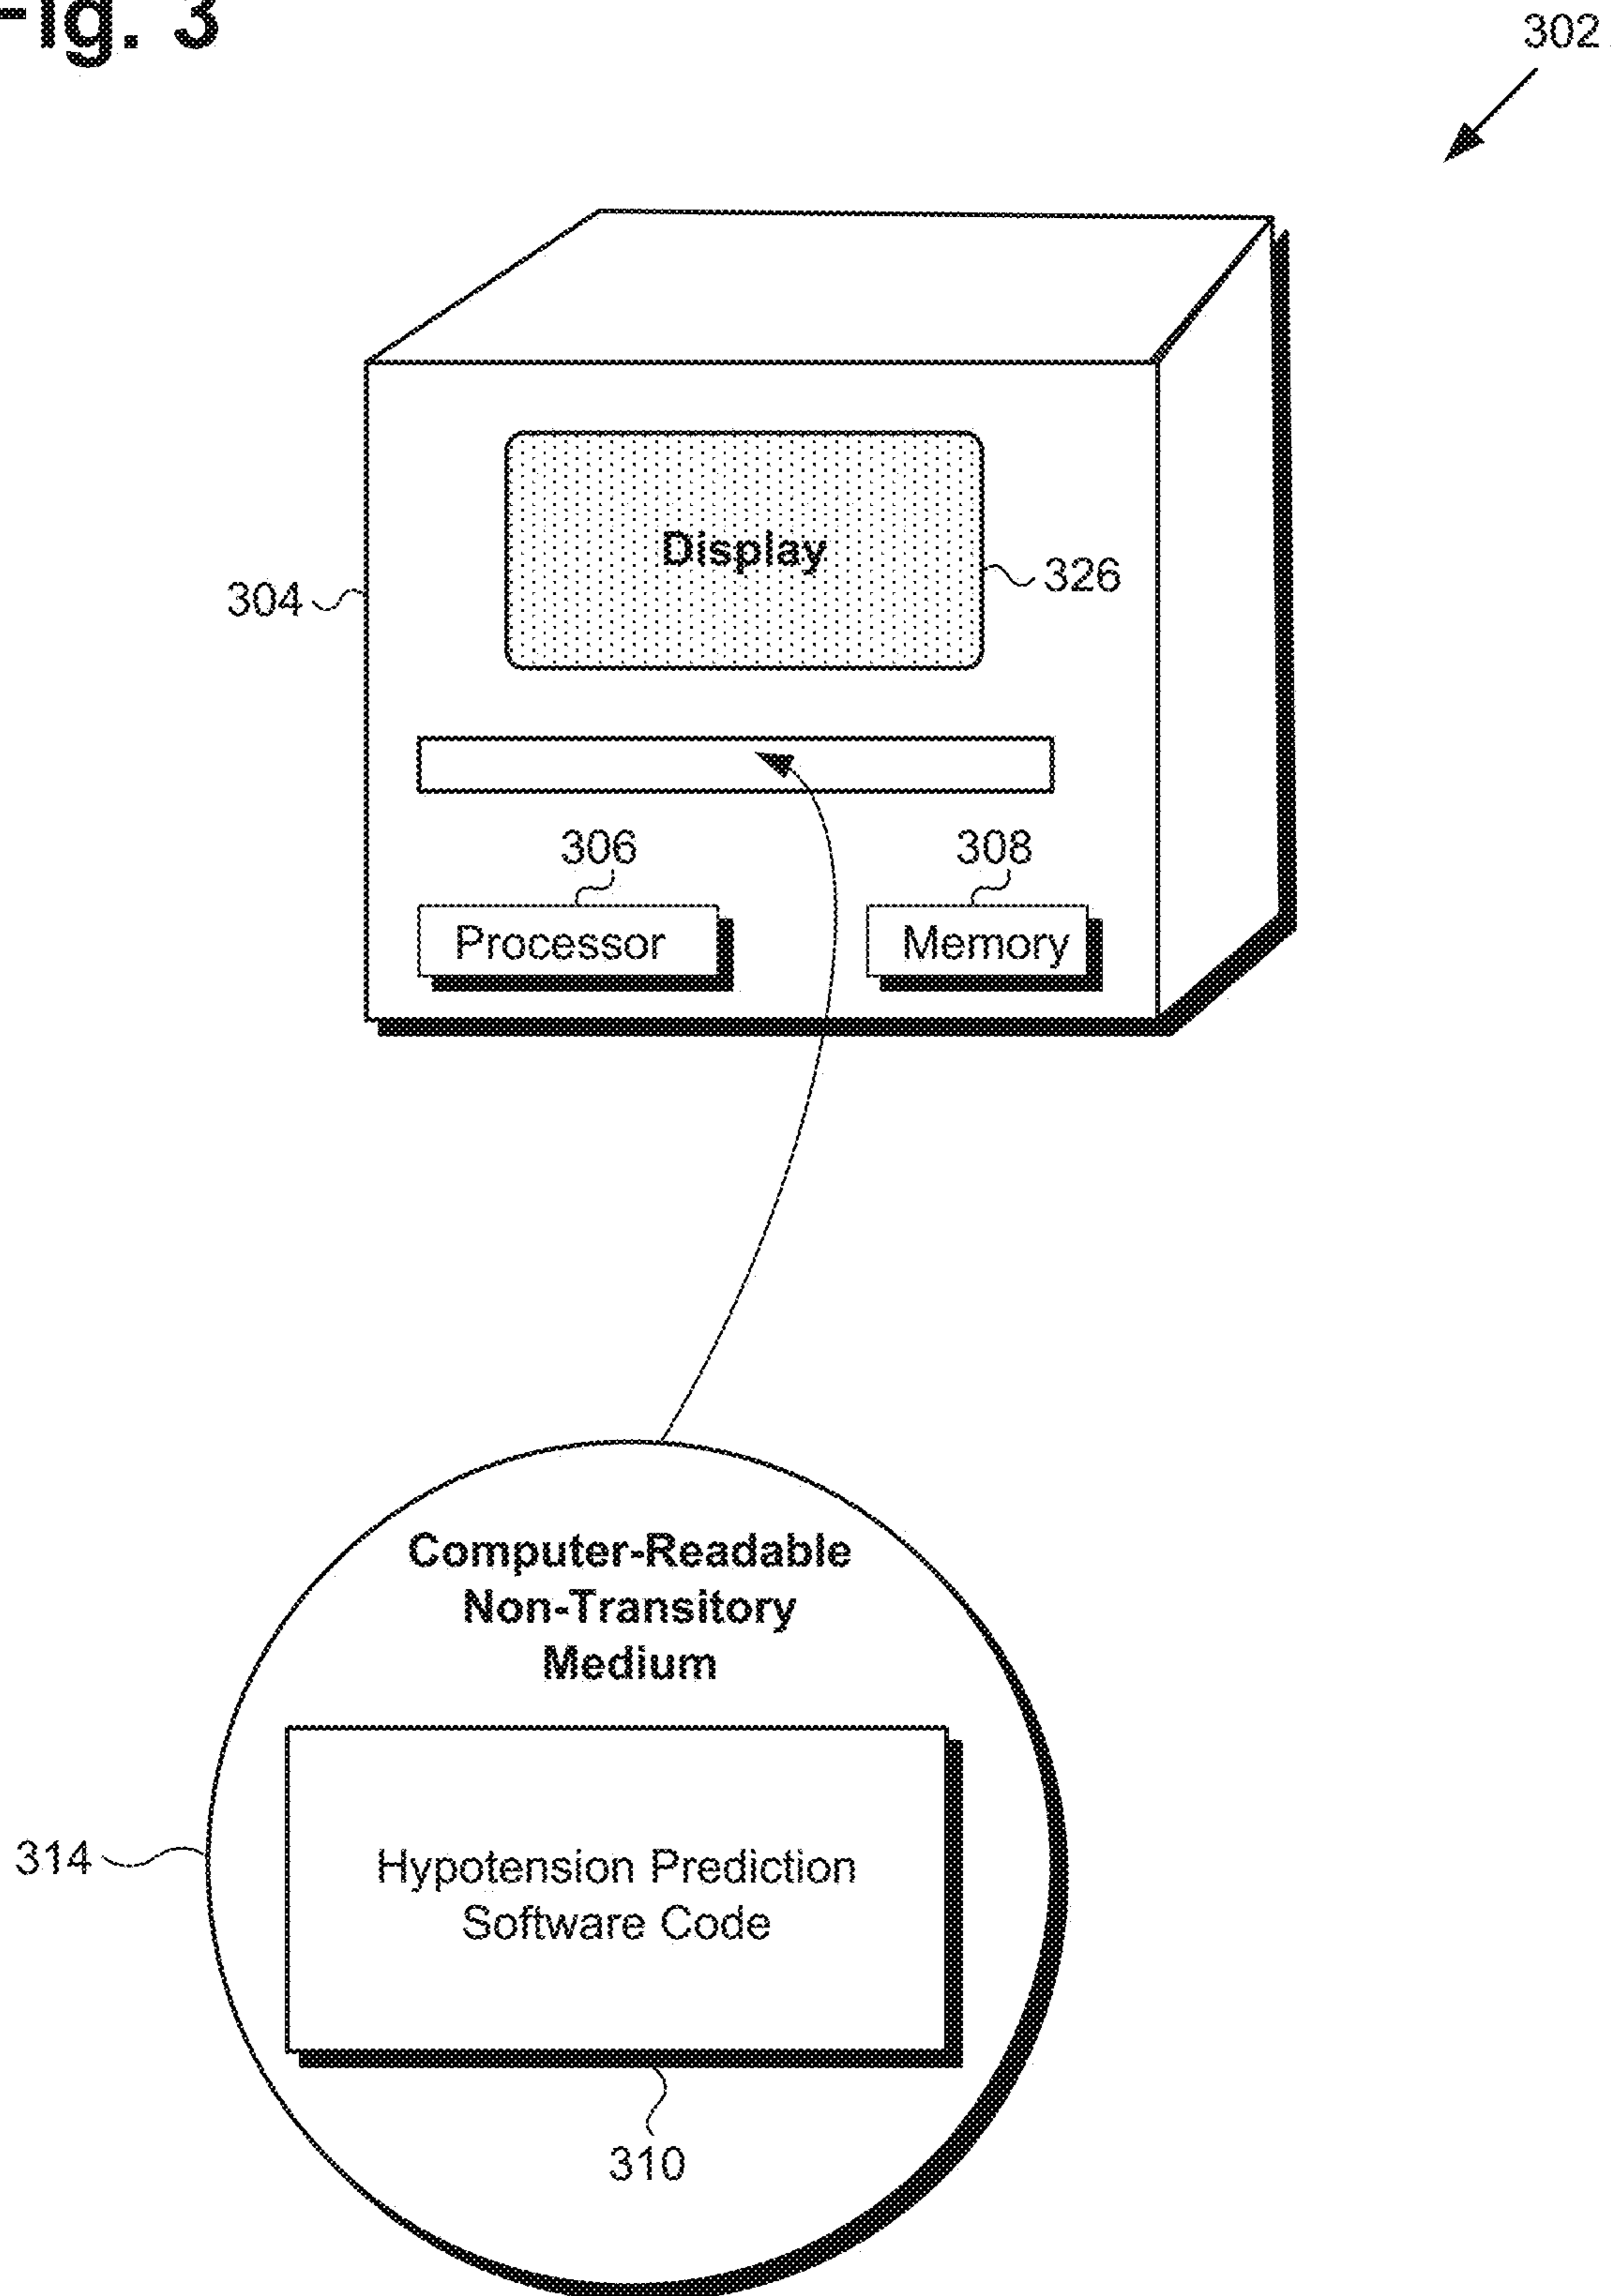 Fig. 3
302
Display
326
304
306
308
Processor
Memory
Computer-Readable
Non-Transitory
Medium
314
Hypotension Prediction
Software Code
310